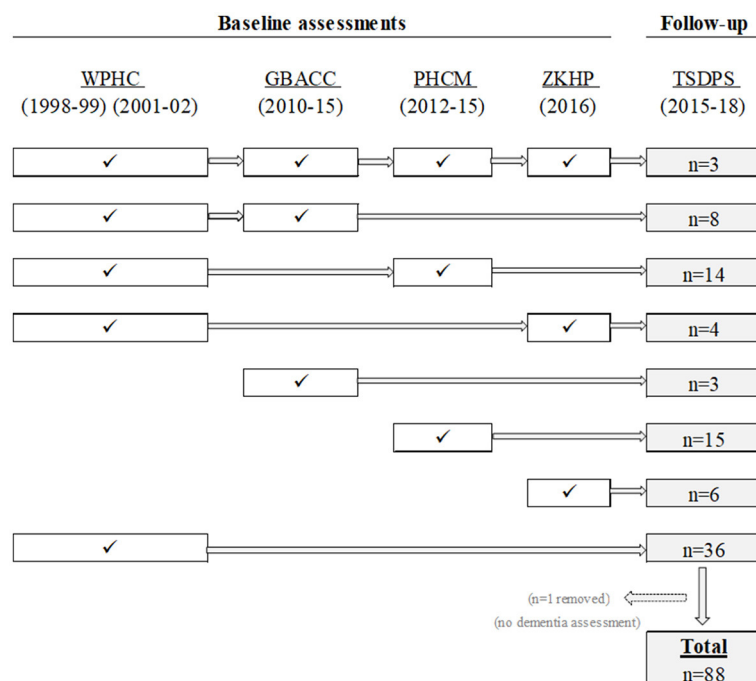 Baseline assessments Follow-up
WPHC GBACC PHCM ZKHP TSDPS
(1998-99) (2001-02) (2010-15) (2012-15) (2016) (2015-18)
✓ ✓ ✓ ✓ n=3
✓ ✓ n=8
✓ ✓ n=14
✓ ✓ n=4
✓ n=3
✓ n=15
✓ n=6
✓ n=36
(n=1 removed)
(no dementia assessment)
Total
n=88